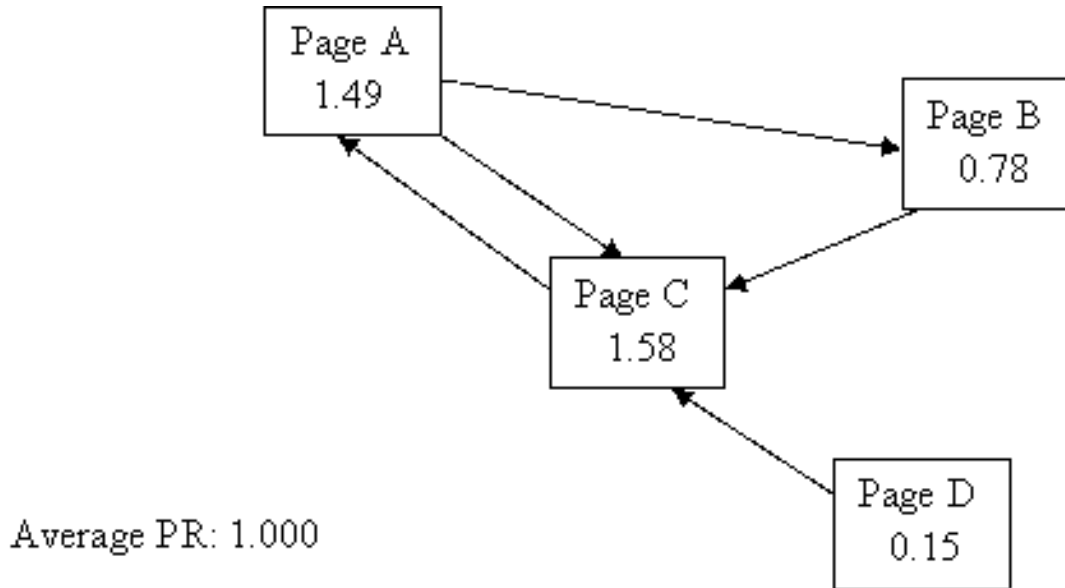 Page A
1.49
Page B
0.78
Page C
1.58
Page D
0.15
Average PR: 1.000